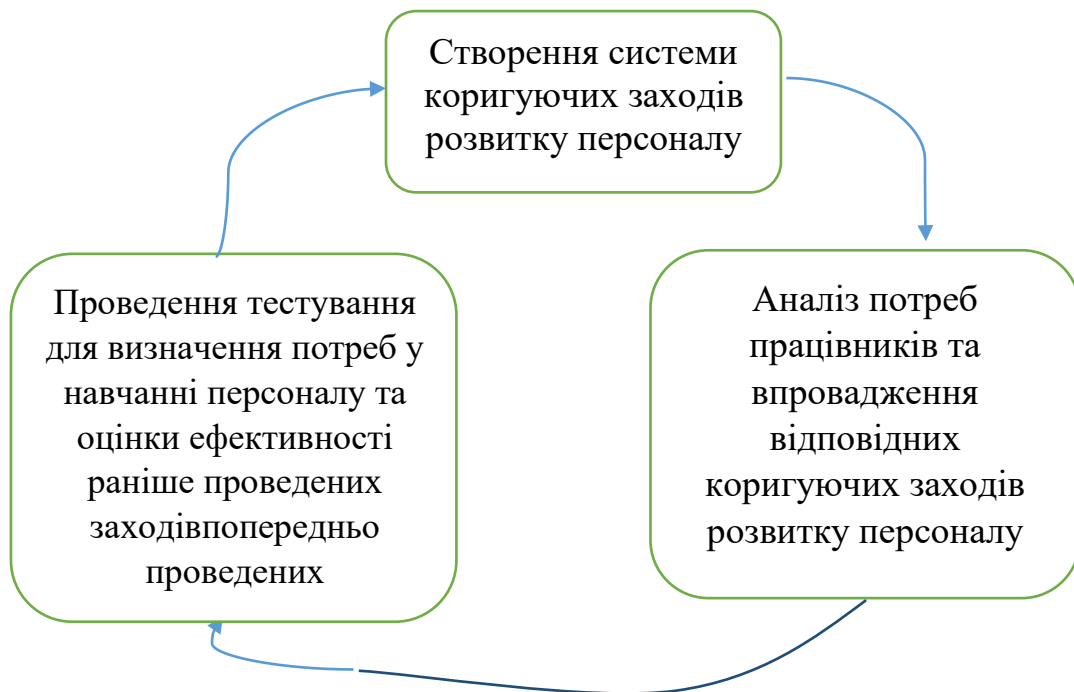 Створення системи
коригуючих заходів
розвитку персоналу
Проведення тестування
для визначення потреб у
навчанні персоналу та
оцінки ефективності
раніше проведених
заходівпопередньо
проведених
Аналіз потреб
працівників та
впровадження
відповідних
коригуючих заходів
розвитку персоналу